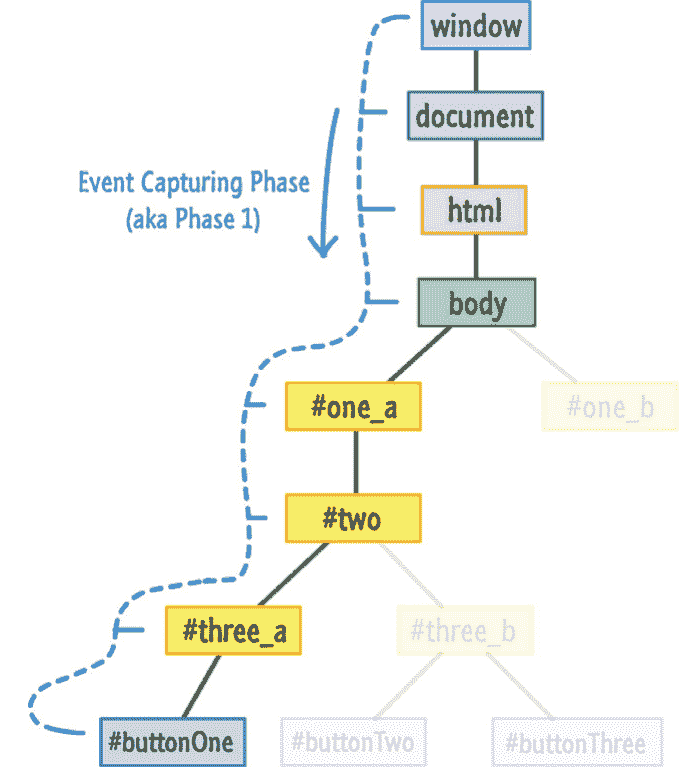 window
document
Event Capturing Phase
(aka Phase 1)
html
body
#one_a
#one_b
#two
#three_a
#three_b
#buttonOne
#buttonTwo
#buttonThree